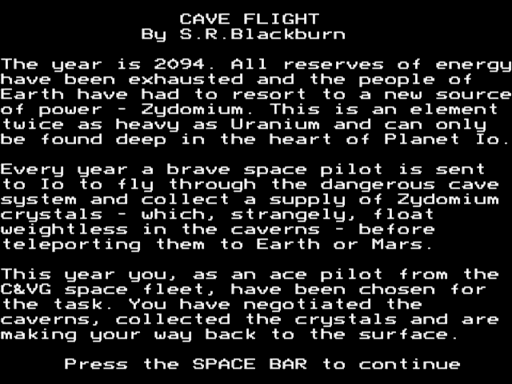 CAVE FLIGHT
By S.R.Blackburn
The year is 2094. All reserves of energy
have been exhausted and the people of
Earth have had to resort to a new source
of power - Zydomium. This is an element
twice as heavy as Uranium and can only
be found deep in the heart of Planet Io.
Every year a brave space pilot is sent
to Io to fly through the dangerous cave
system and collect a supply of Zydomium
crystals - which, strangely, float
weightless in the caverns - before
teleporting them to Earth or Mars.
This year you, as an ace pilot from the
C&VG space fleet, have been chosen for
the task. You have negotiated the
caverns, collected the crystals and are
making your way back to the surface.
Press the SPACE BAR to continue